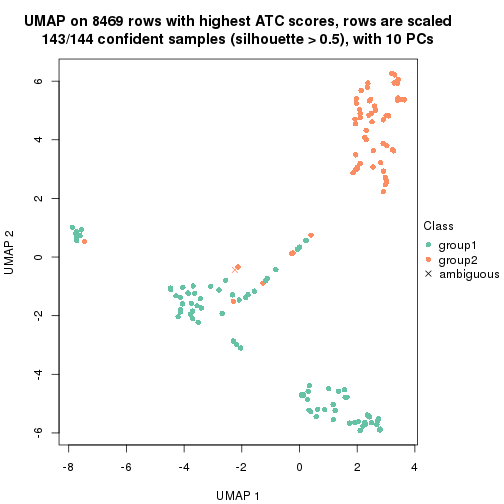 UMAP on 8469 rows with highest ATC scores, rows are scaled
143/144 confident samples (silhouette > 0.5), with 10 PCs
UMAP 2
6
4
2
0
-2
-4
-6
-8
-6
-4
-2
0
2
4
UMAP 1
Class
group1
group2
ambiguous